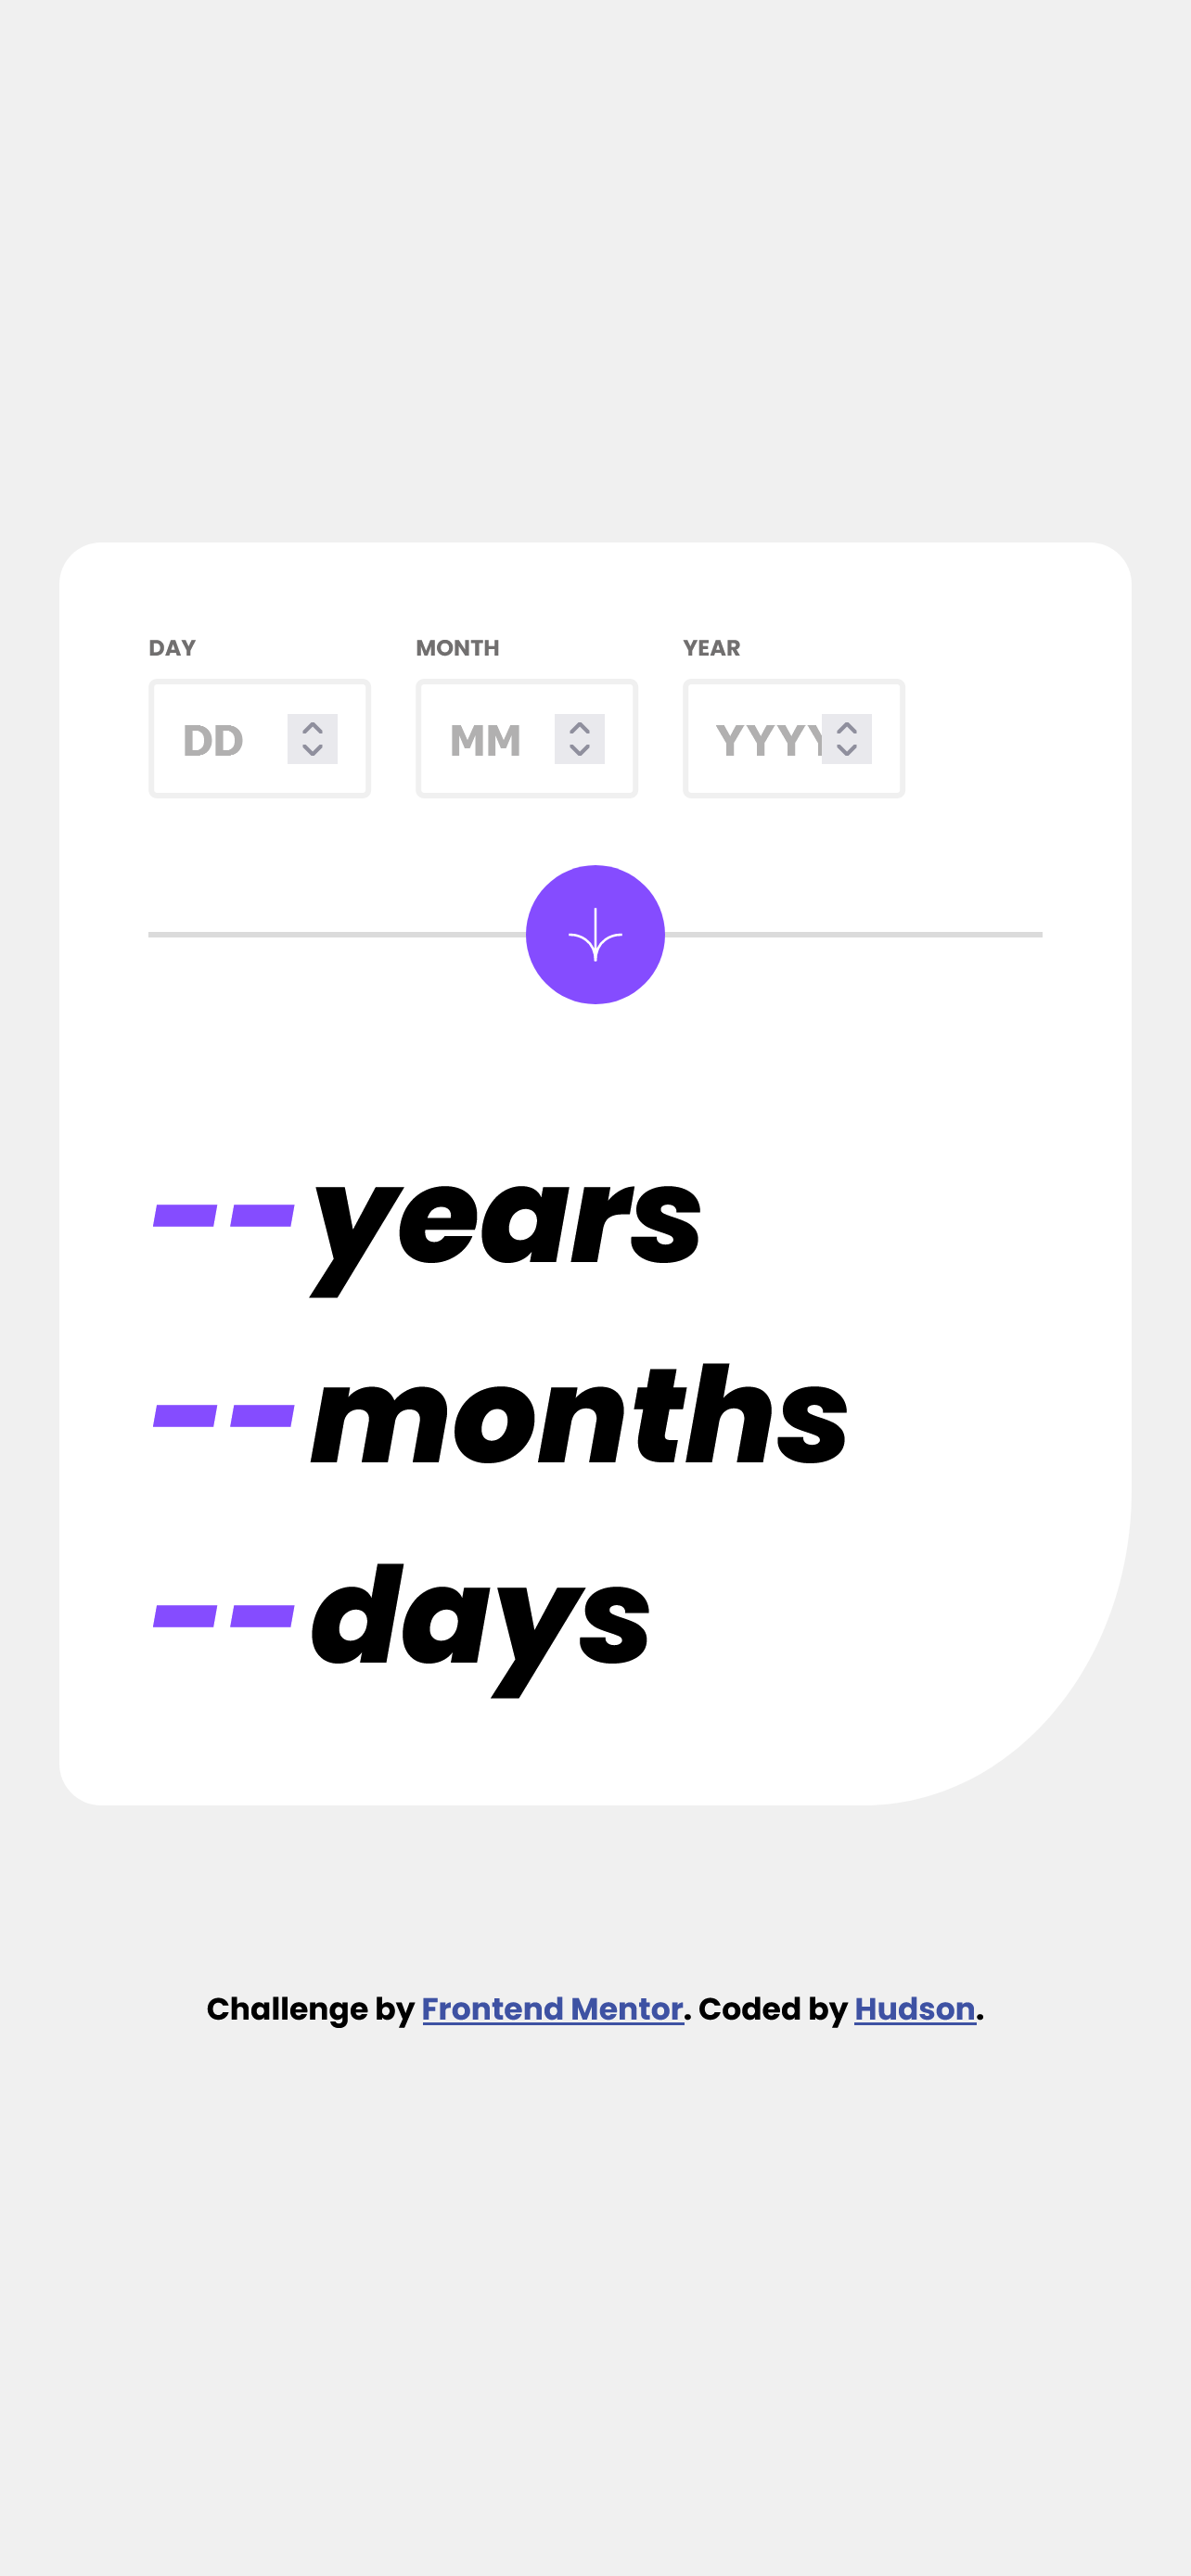 DAY MONTH YEAR
DD MM YYYY
--years
--months
--days
Challenge by Frontend Mentor. Coded by Hudson.